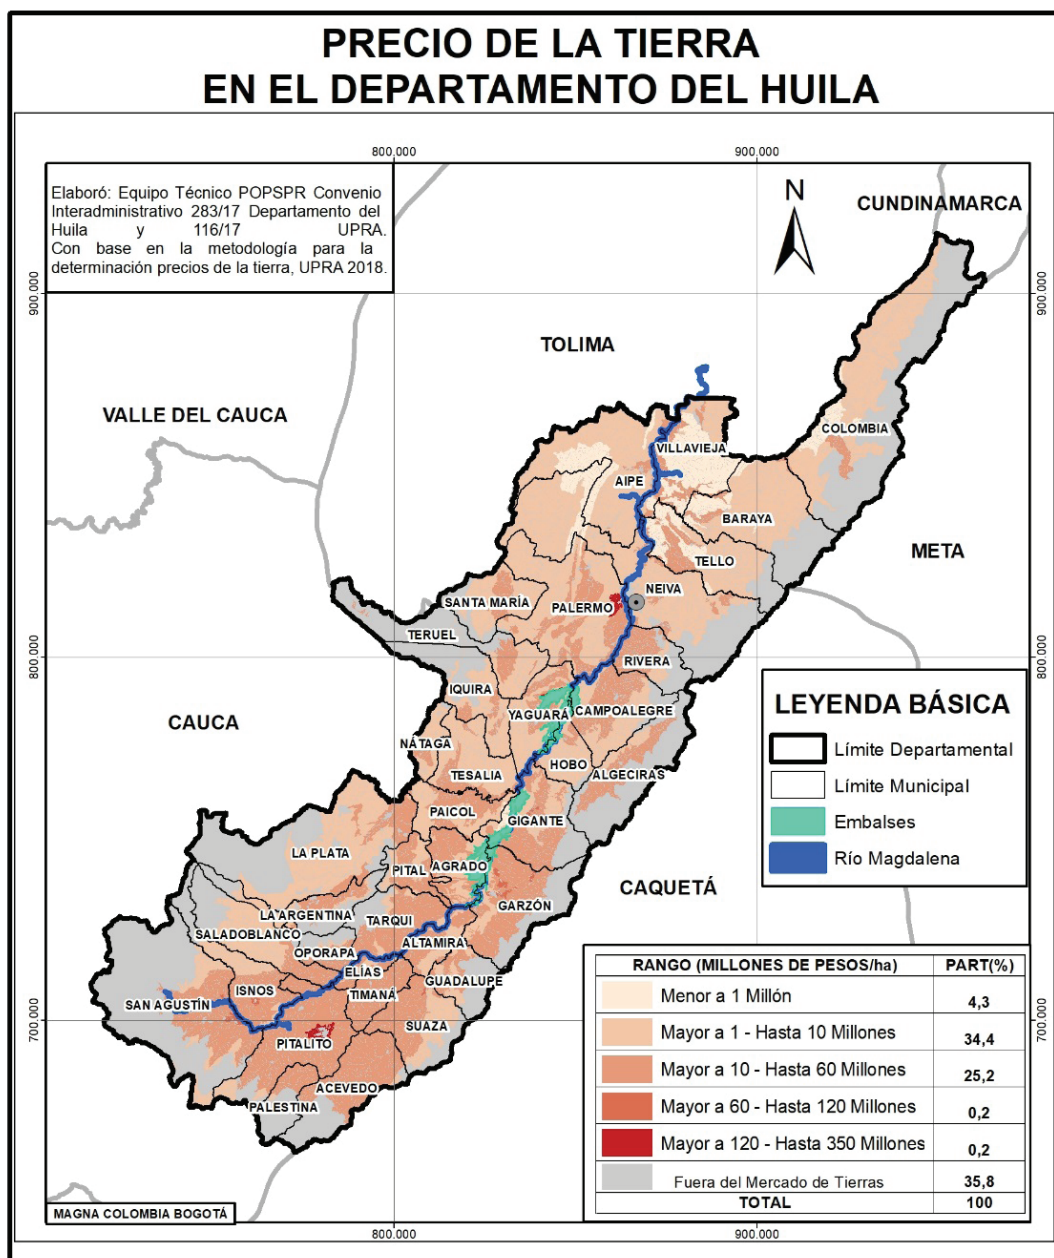 PRECIO DE LA TIERRA
EN EL DEPARTAMENTO DEL HUILA
800.000
900.000
Elaboró: Equipo Técnico POPSPR Convenio
Interadministrativo 283/17 Departamento del
Huila y 116/17 UPRA.
Con base en la metodología para la
determinación precios de la tierra, UPRA 2018.
N
CUNDINAMARCA
900.000
900.000
TOLIMA
VALLE DEL CAUCA
COLOMBIA
VILLAVIEJA
AIPE
BARAYA
META
TELLO
NEIVA
SANTA MARÍA
PALERMO
TERUEL
800.000
800.000
RIVERA
IQUIRA
YAGUARÁ
CAMPOALEGRE
CAUCA
NÁTAGA
HOBO
TESALIA
ALGECIRAS
PAICOL
GIGANTE
LA PLATA
PITAL
AGRADO
CAQUETÁ
GARZÓN
LA ARGENTINA
TARQUI
SALADOBLANCO
ALTAMIRA
OPORAPA
ELÍAS
GUADALUPE
ISNOS
TIMANÁ
SAN AGUSTÍN
700.000
700.000
SUAZA
PITALITO
ACEVEDO
PALESTINA
LEYENDA BÁSICA
Límite Departamental
Límite Municipal
Embalses
Río Magdalena
RANGO (MILLONES DE PESOS/ha) PART(%)
Menor a 1 Millón 4,3
Mayor a 1 - Hasta 10 Millones 34,4
Mayor a 10 - Hasta 60 Millones 25,2
Mayor a 60 - Hasta 120 Millones 0,2
Mayor a 120 - Hasta 350 Millones 0,2
Fuera del Mercado de Tierras 35,8
TOTAL 100
MAGNA COLOMBIA BOGOTÁ
800.000
900.000